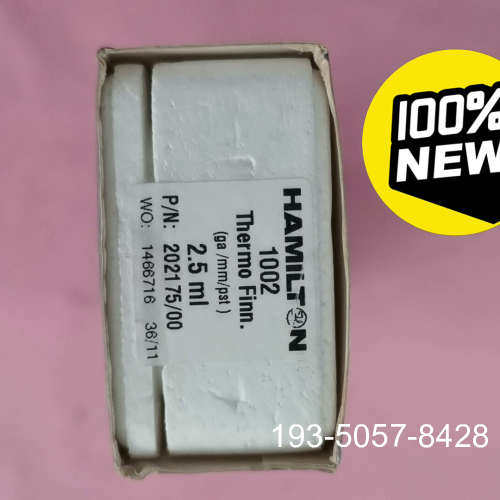 HAMILTON
1002
Thermo Finn.
(ga /mm/pst )
2.5 ml
P/N: 202175/00
WO: 1466716 36/11
100%
NEW
193-5057-8428